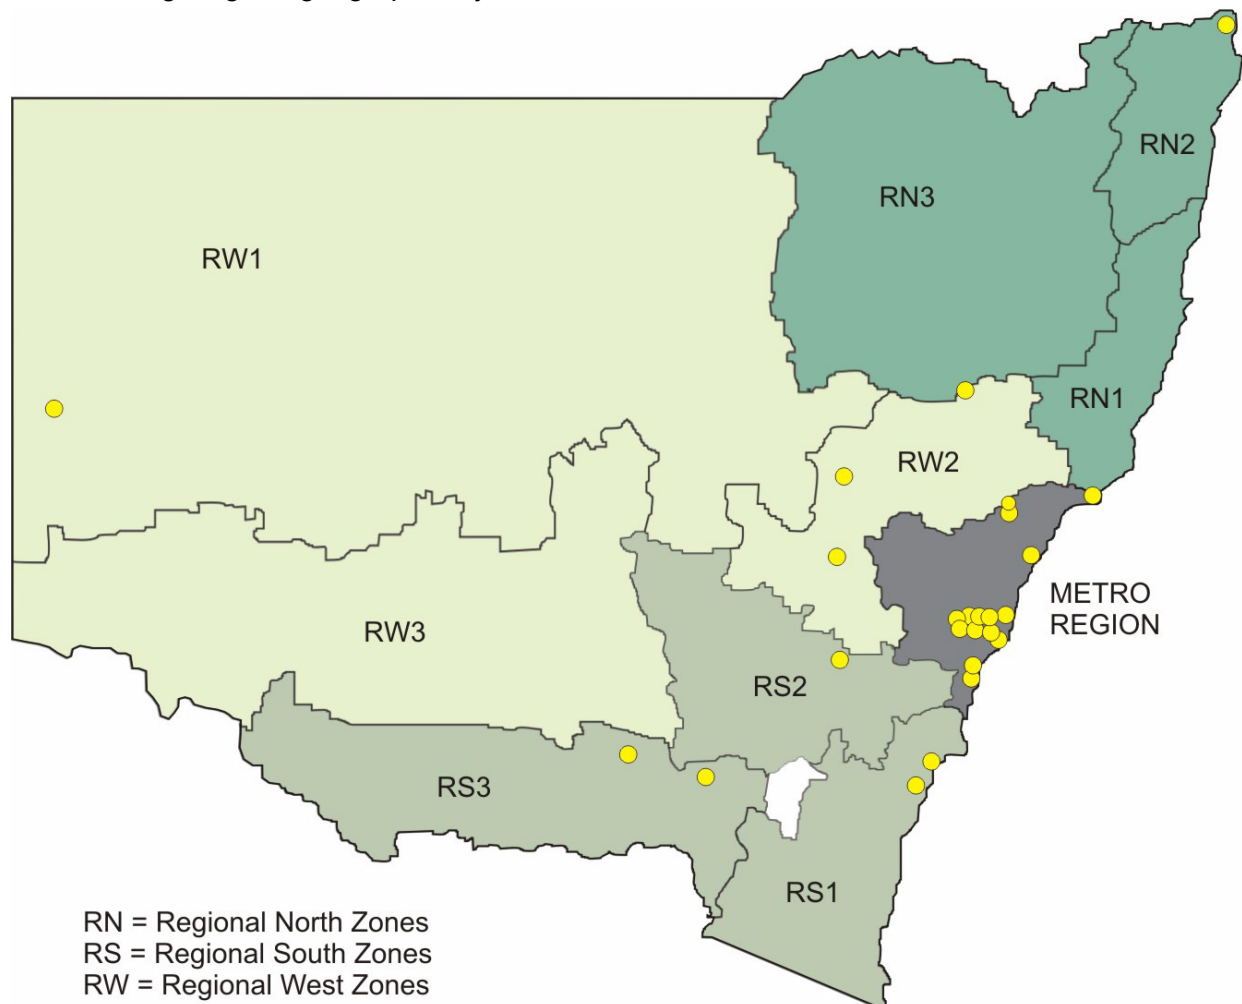 RN2
RN3
RW1
RN1
RW2
METRO
REGION
RW3
RS2
RS3
RS1
RN = Regional North Zones
RS = Regional South Zones
RW = Regional West Zones